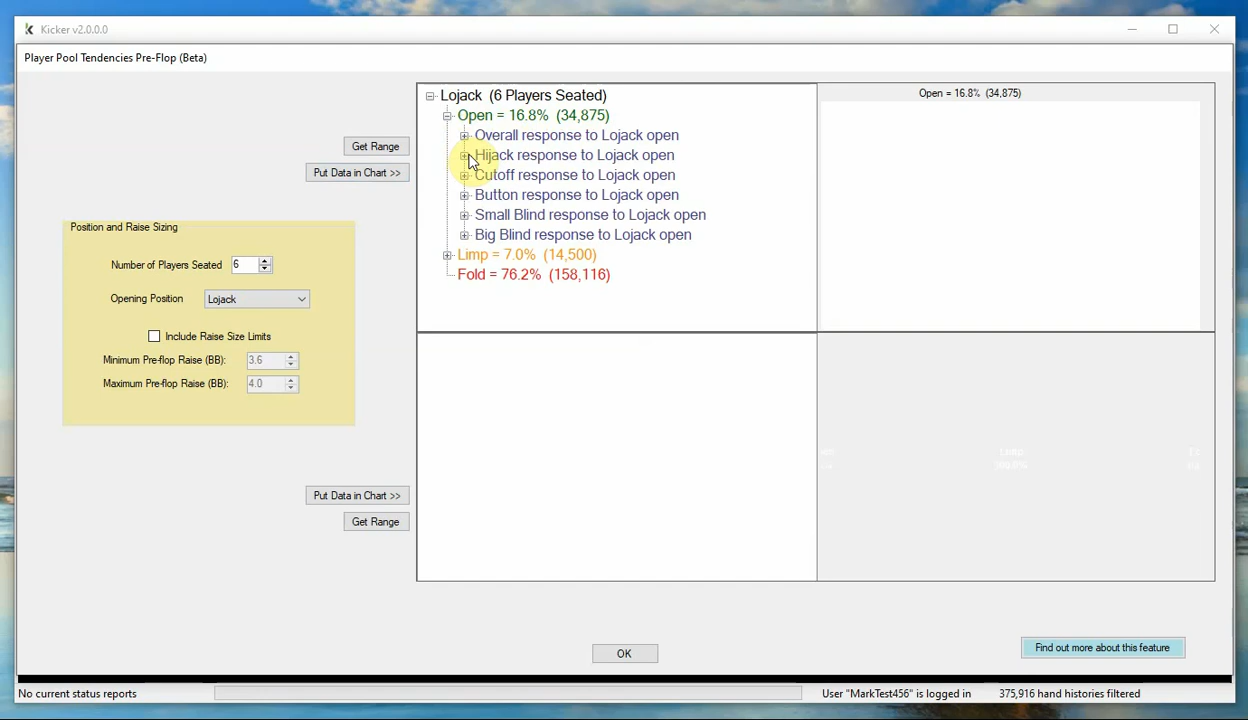 Kicker v2.0.0.0
Player Pool Tendencies Pre-Flop (Beta)
Get Range
Put Data in Chart >>
Position and Raise Sizing
Number of Players Seated 6
Opening Position Lojack
Include Raise Size Limits
Minimum Pre-flop Raise (BB): 3.6
Maximum Pre-flop Raise (BB): 4.0
Put Data in Chart >>
Get Range
Lojack (6 Players Seated)
Open = 16.8% (34,875)
Overall response to Lojack open
Hijack response to Lojack open
Cutoff response to Lojack open
Button response to Lojack open
Small Blind response to Lojack open
Big Blind response to Lojack open
Limp = 7.0% (14,500)
Fold = 76.2% (158,116)
Open = 16.8% (34,875)
Limp:
OK
Find out more about this feature
No current status reports
User "MarkTest456" is logged in
375,916 hand histories filtered